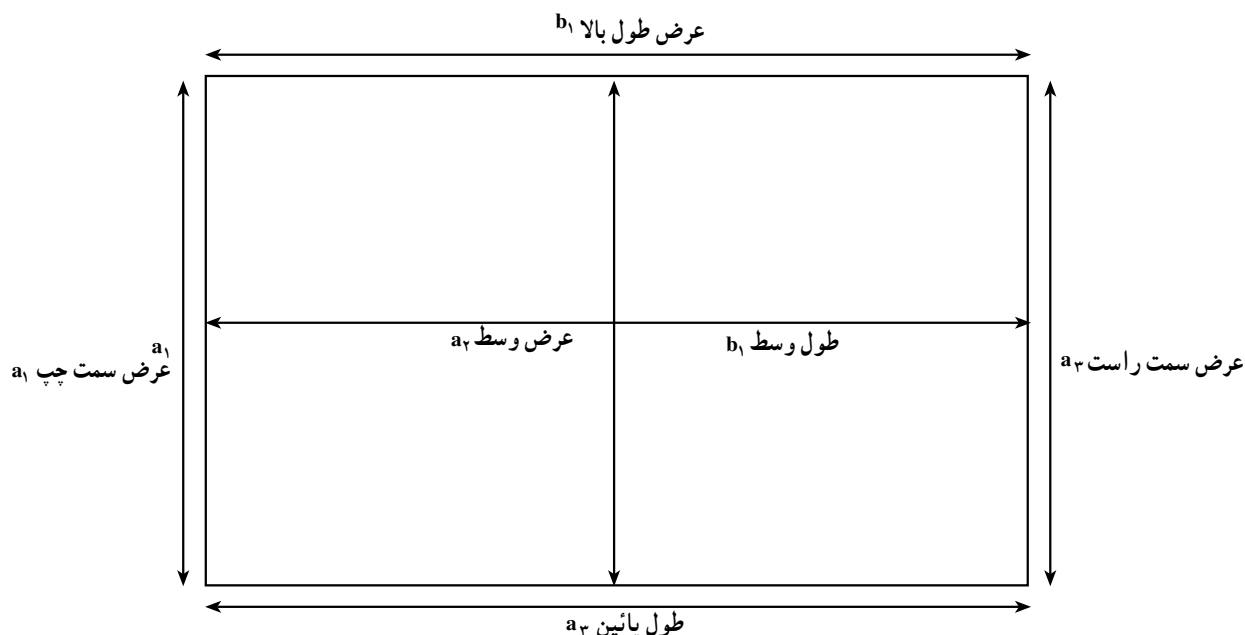 عرض طول بالا b۱
عرض وسط a۲
طول وسط b۱
a۱
عرض سمت چپ a۱
عرض سمت راست a۳
طول پائین a۳